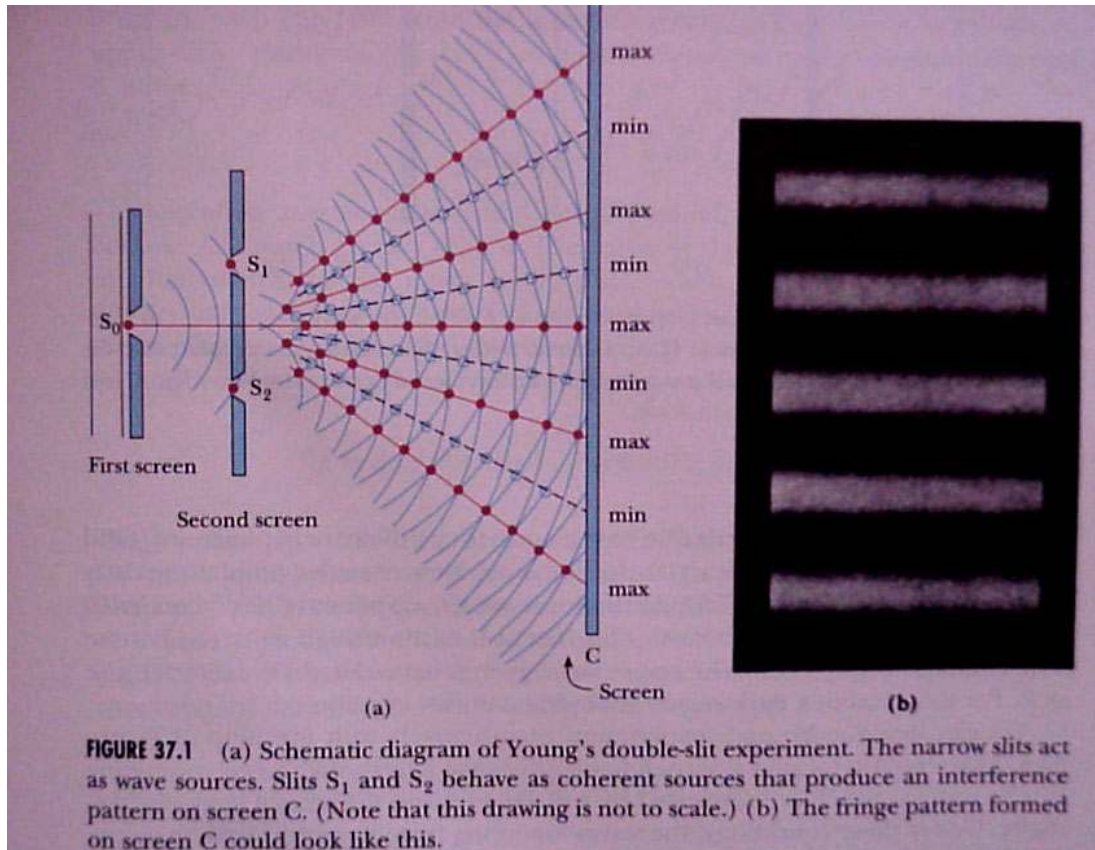 max
min
max
min
max
min
max
min
max
S₀
S₁
S₂
First screen
Second screen
C
Screen
(a)
(b)
FIGURE 37.1 (a) Schematic diagram of Young's double-slit experiment. The narrow slits act
as wave sources. Slits S₁ and S₂ behave as coherent sources that produce an interference
pattern on screen C. (Note that this drawing is not to scale.) (b) The fringe pattern formed
on screen C could look like this.